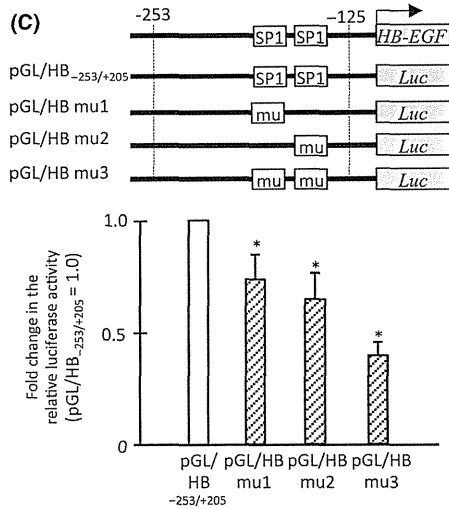 (C)
-253
–125
SP1 SP1 HB-EGF
pGL/HB−253/+205 SP1 SP1 Luc
pGL/HB mu1 mu Luc
pGL/HB mu2 mu Luc
pGL/HB mu3 mu mu Luc
Fold change in the
relative luciferase activity
(pGL/HB−253/+205 = 1.0)
1.0
0.5
0
*
*
*
pGL/
HB
−253/+205
pGL/HB
mu1
pGL/HB
mu2
pGL/HB
mu3